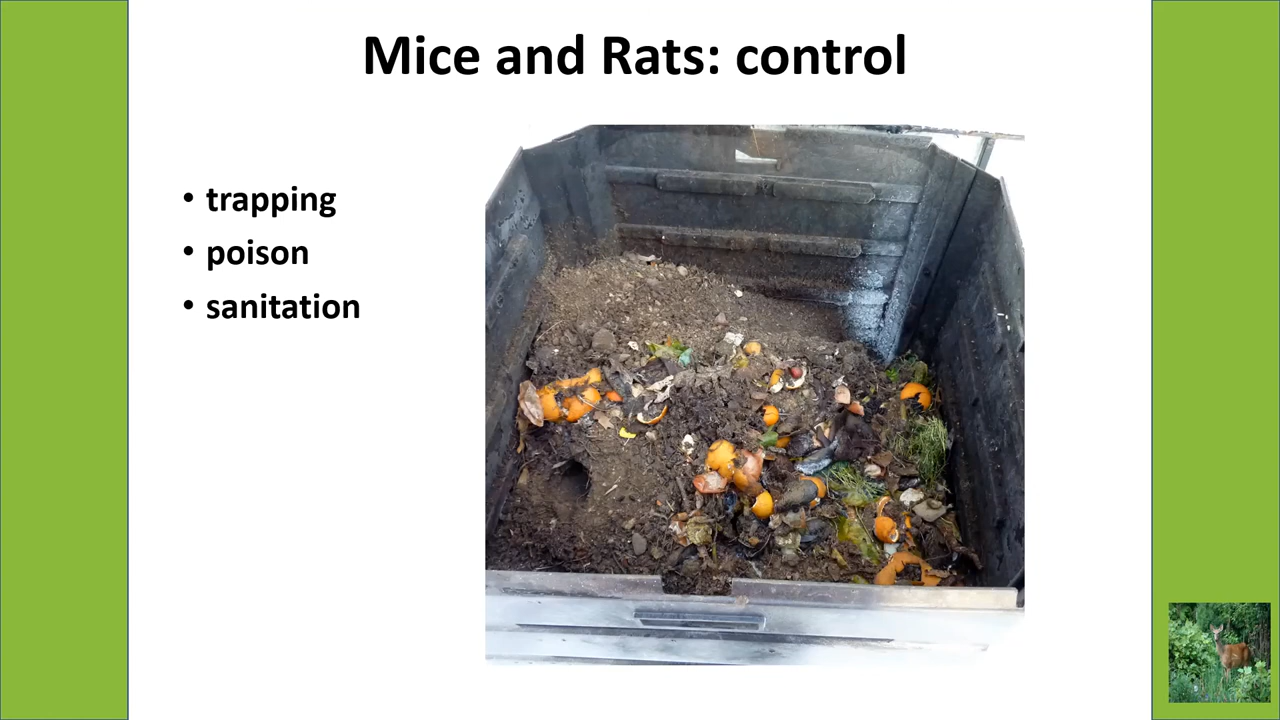 Mice and Rats: control
• trapping
• poison
• sanitation